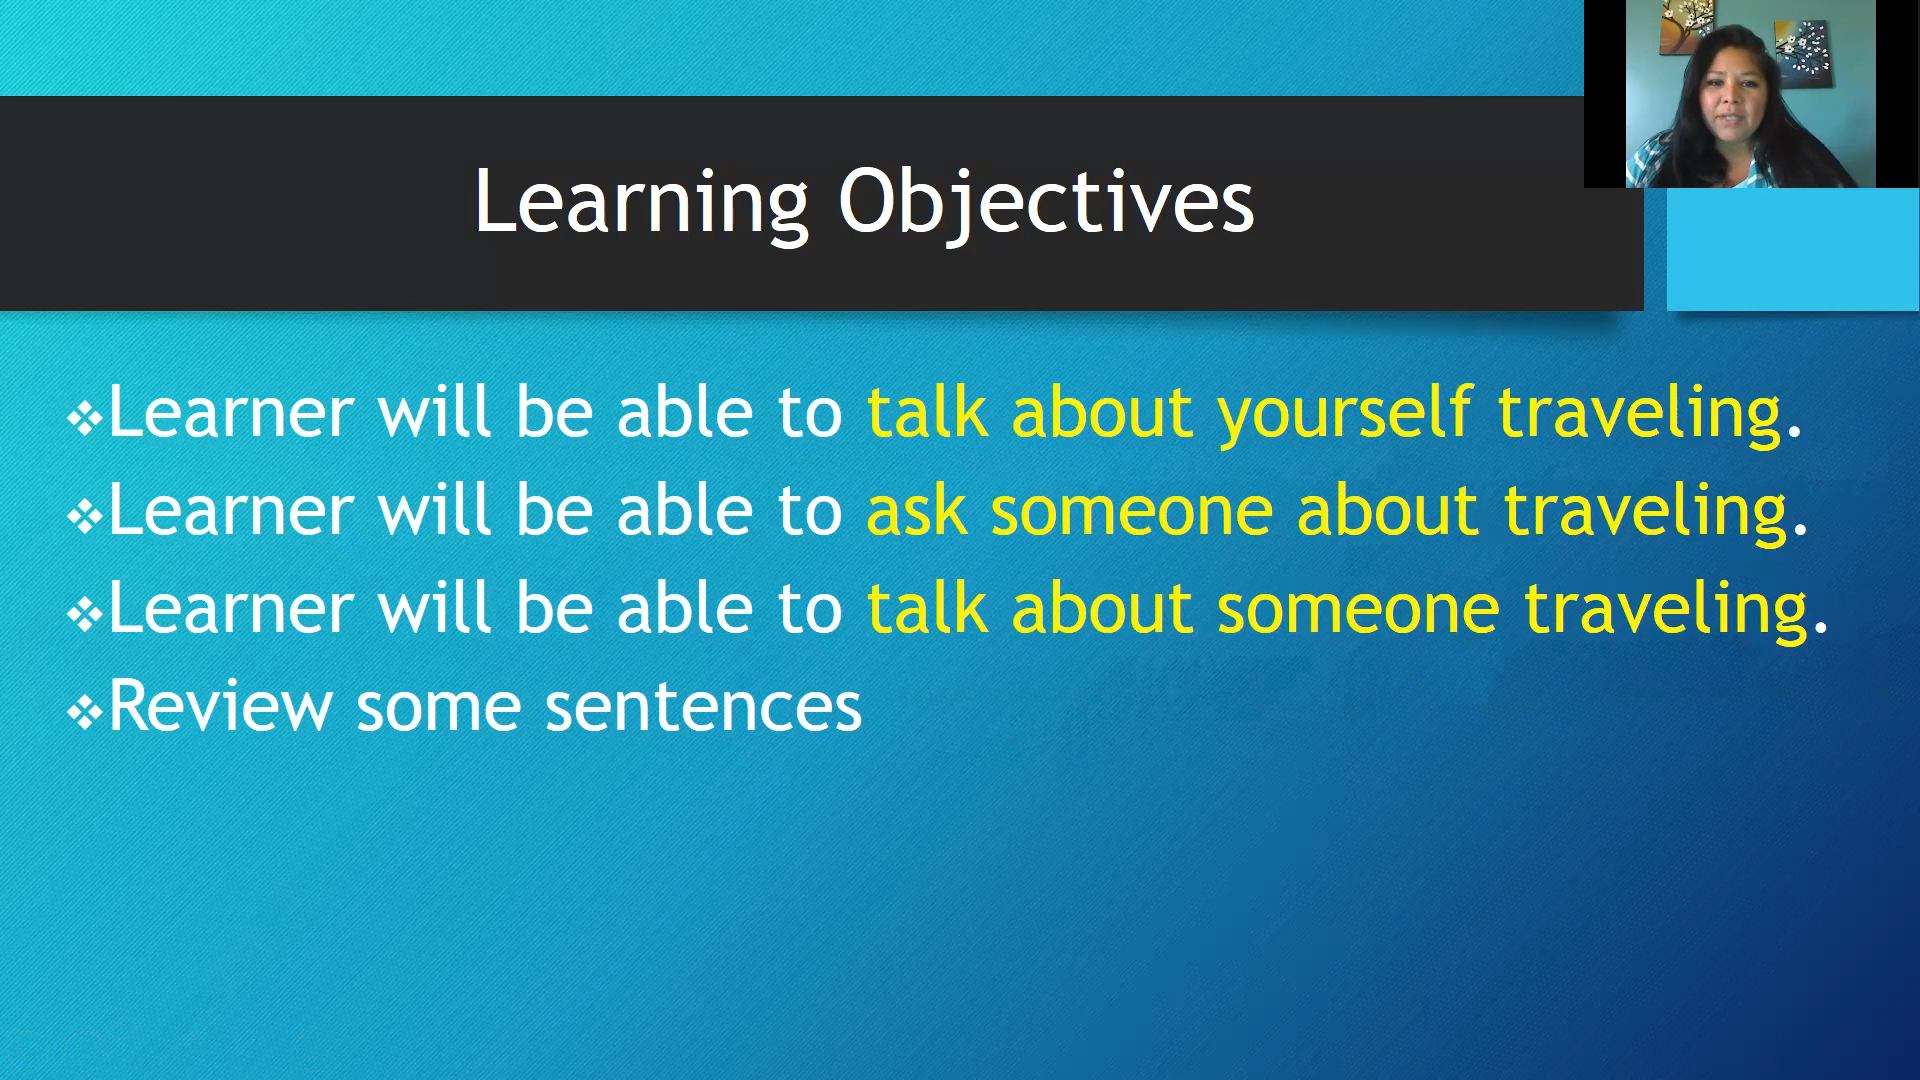 Learning Objectives
❖Learner will be able to talk about yourself traveling.
❖Learner will be able to ask someone about traveling.
❖Learner will be able to talk about someone traveling.
❖Review some sentences